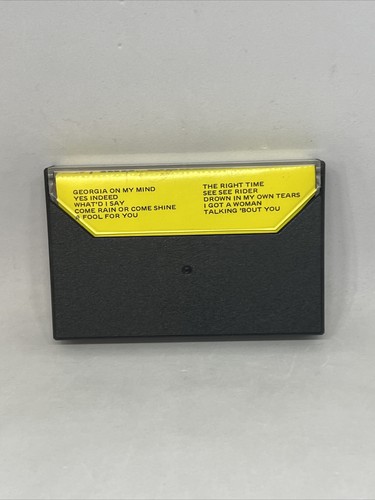 GEORGIA ON MY MIND
YES INDEED
WHAT'D I SAY
COME RAIN OR COME SHINE
A FOOL FOR YOU
THE RIGHT TIME
SEE SEE RIDER
DROWN IN MY OWN TEARS
I GOT A WOMAN
TALKING 'BOUT YOU